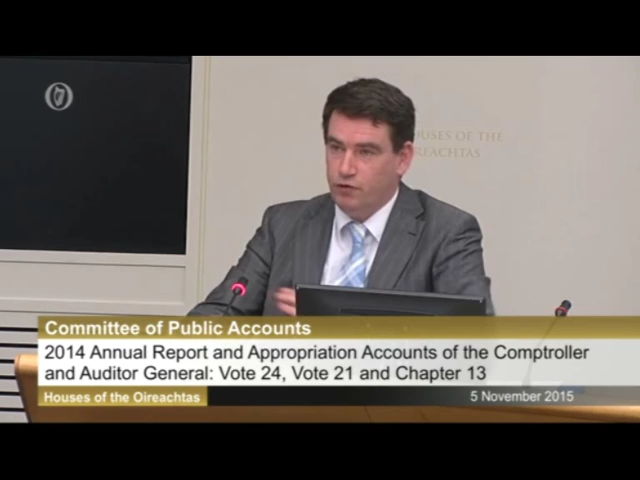 HOUSES OF THE
OIREACHTAS
Committee of Public Accounts
2014 Annual Report and Appropriation Accounts of the Comptroller
and Auditor General: Vote 24, Vote 21 and Chapter 13
Houses of the Oireachtas
5 November 2015